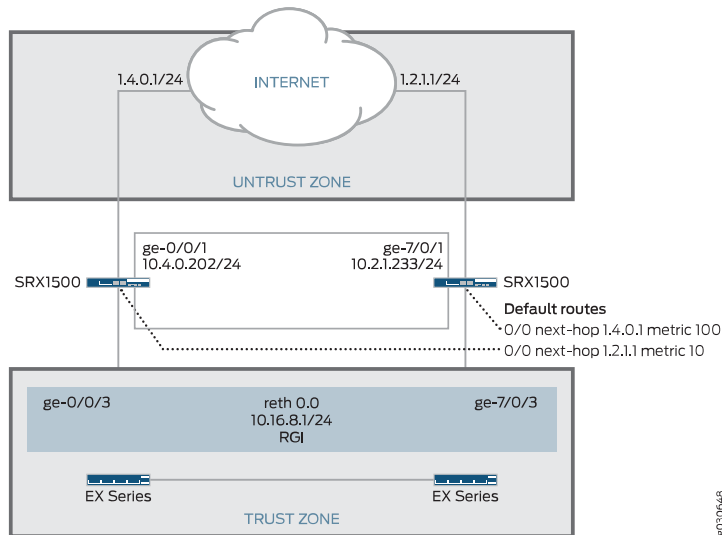 1.4.0.1/24
INTERNET
1.2.1.1/24
UNTRUST ZONE
ge-0/0/1
10.4.0.202/24
ge-7/0/1
10.2.1.233/24
SRX1500
SRX1500
Default routes
0/0 next-hop 1.4.0.1 metric 100
0/0 next-hop 1.2.1.1 metric 10
ge-0/0/3
reth 0.0
10.16.8.1/24
RGI
ge-7/0/3
EX Series
EX Series
TRUST ZONE
g030648